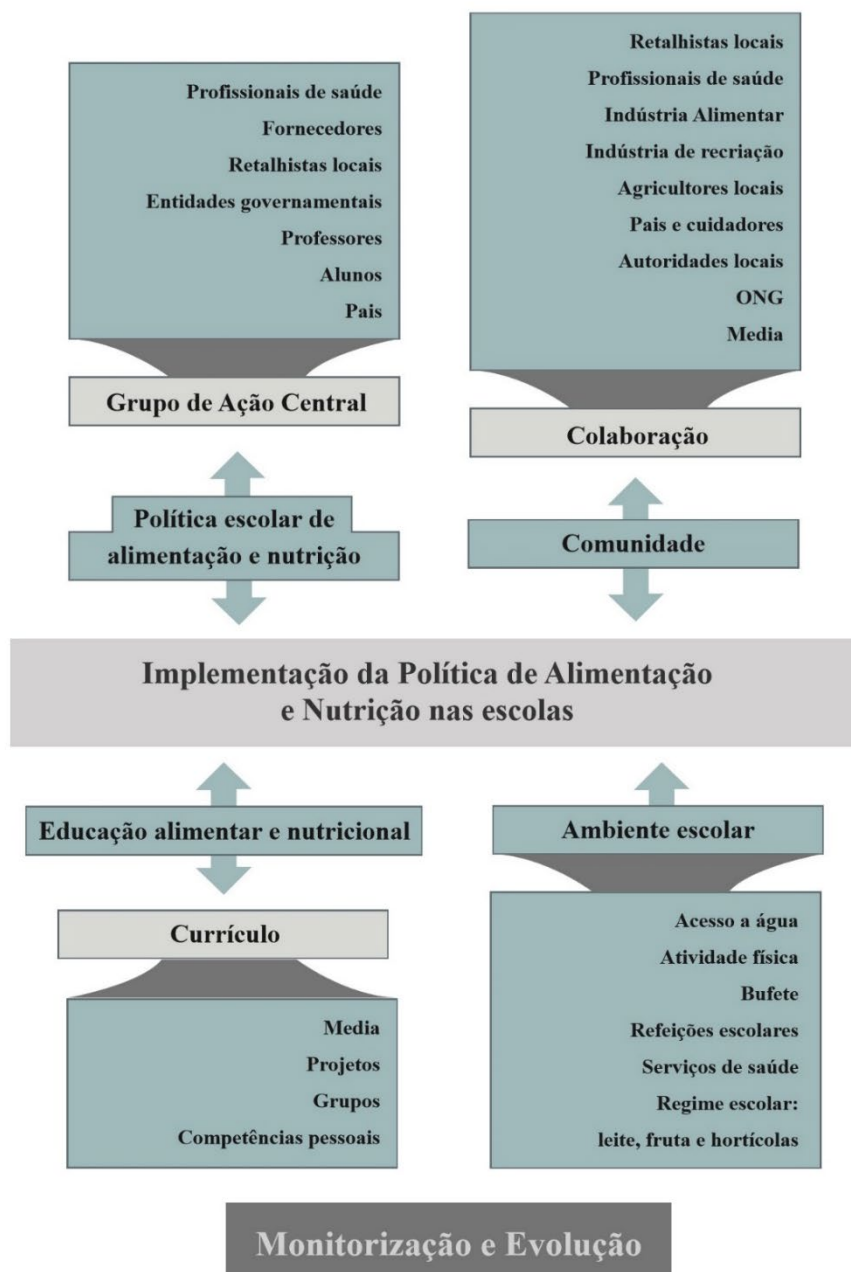 Profissionais de saúde
Fornecedores
Retalhistas locais
Entidades governamentais
Professores
Alunos
Pais
Grupo de Ação Central
Política escolar de
alimentação e nutrição
Retalhistas locais
Profissionais de saúde
Indústria Alimentar
Indústria de recriação
Agricultores locais
Pais e cuidadores
Autoridades locais
ONG
Media
Colaboração
Comunidade
Implementação da Política de Alimentação
e Nutrição nas escolas
Educação alimentar e nutricional
Currículo
Media
Projetos
Grupos
Competências pessoais
Ambiente escolar
Acesso a água
Atividade física
Bufete
Refeições escolares
Serviços de saúde
Regime escolar:
leite, fruta e hortícolas
Monitorização e Evolução